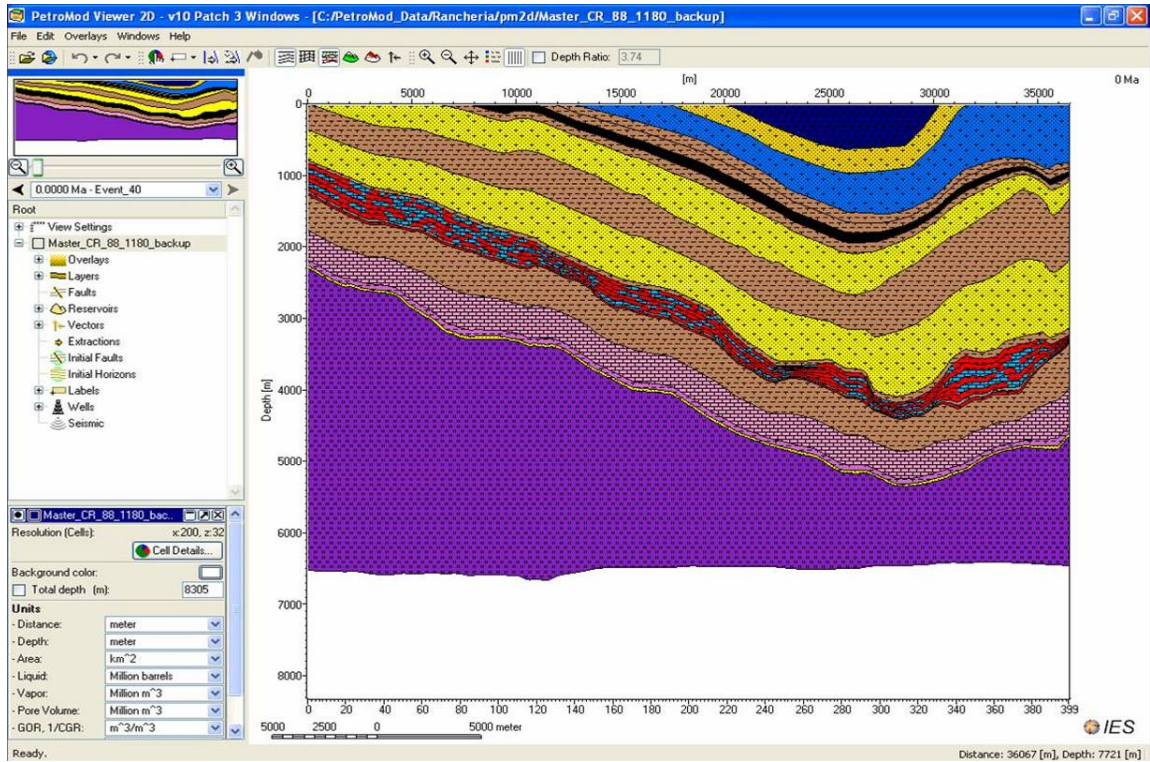 PetroMod Viewer 2D - v10 Patch 3 Windows - [C:/PetroMod_Data/Rancheria/pm2d/Master_CR_88_1180_backup]
File Edit Overlays Windows Help
Depth Ratio: 3.74
[m]
0 Ma
0 5000 10000 15000 20000 25000 30000 35000
0.0000 Ma - Event_40
Root
View Settings
Master_CR_88_1180_backup
Overlays
Layers
Faults
Reservoirs
Vectors
Extractions
Initial Faults
Initial Horizons
Labels
Wells
Seismic
Master_CR_88_1180_bac..
Resolution (Cells): x:200, z:32
Cell Details...
Background color:
Total depth (m): 8305
Units
- Distance: meter
- Depth: meter
- Area: km^2
- Liquid: Million barrels
- Vapor: Million m^3
- Pore Volume: Million m^3
- GOR, 1/CGR: m^3/m^3
Depth [m]
0
1000
2000
3000
4000
5000
6000
7000
8000
0 20 40 60 80 100 120 140 160 180 200 220 240 260 280 300 320 340 360 380 399
5000 2500 0 5000 meter
IES
Ready.
Distance: 36067 [m], Depth: 7721 [m]